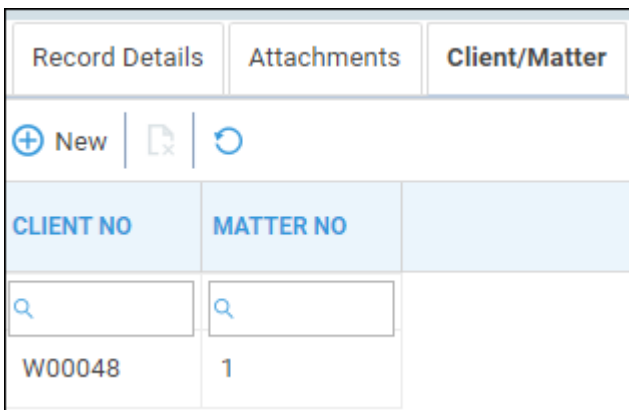 Record Details Attachments Client/Matter
New
CLIENT NO MATTER NO
W00048 1